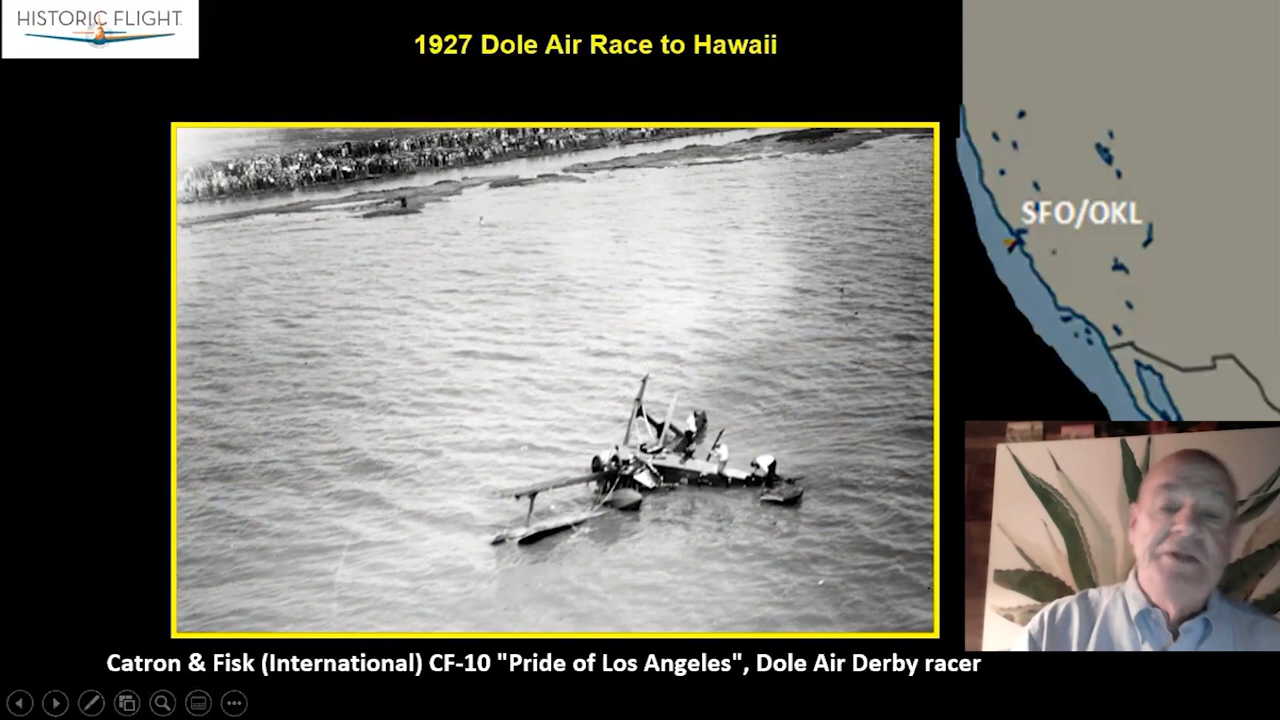 HISTORIC FLIGHT
1927 Dole Air Race to Hawaii
SFO/OKL
Catron & Fisk (International) CF-10 "Pride of Los Angeles", Dole Air Derby racer